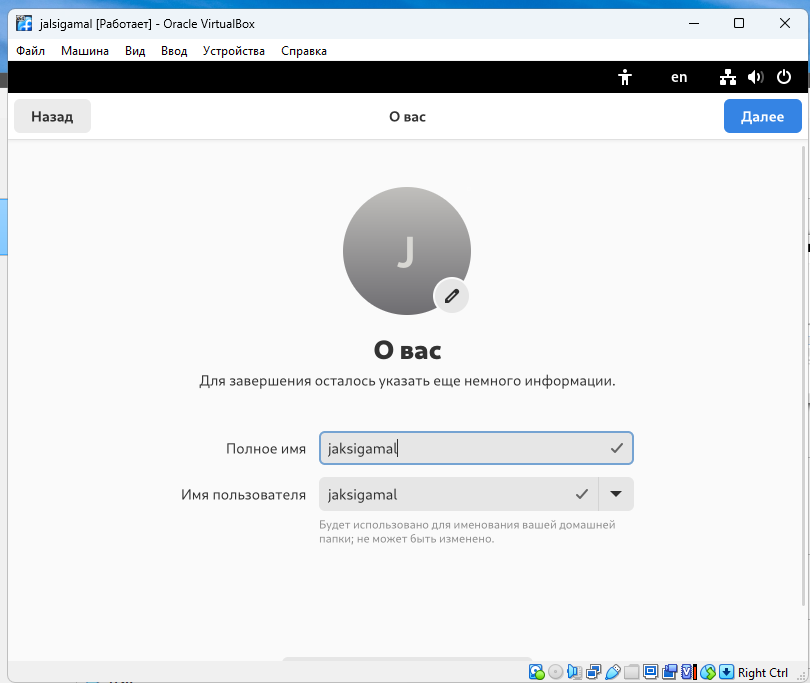 jalsigamal [Работает] - Oracle VirtualBox
Файл Машина Вид Ввод Устройства Справка
en
Назад О вас Далее
J
О вас
Для завершения осталось указать еще немного информации.
Полное имя jaksigamal
Имя пользователя jaksigamal
Будет использовано для именования вашей домашней
папки; не может быть изменено.
Right Ctrl